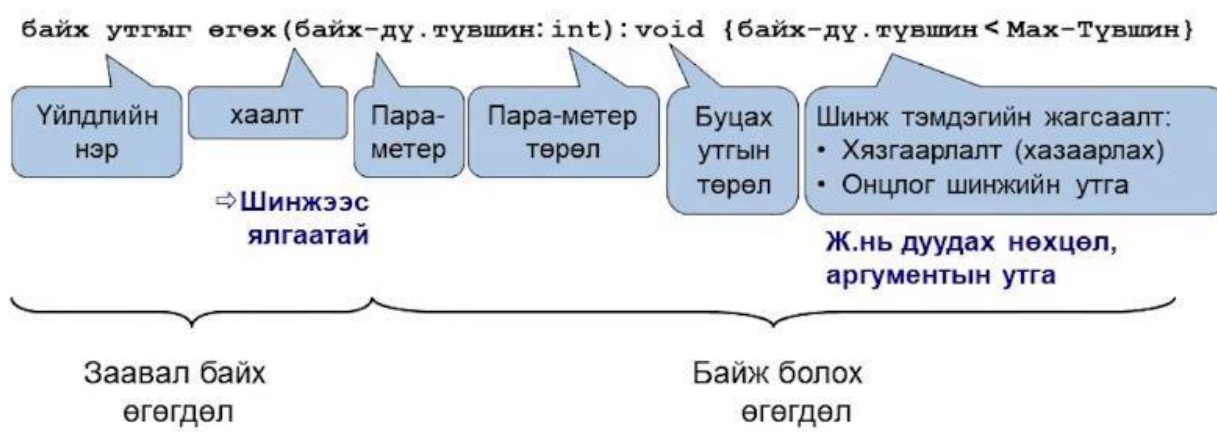 байх утгыг өгөх(байх-дү.түвшин:int):void {байх-дү.түвшин<Max-Түвшин}
Үйлдлийн
нэр
хаалт
Пара-
метер
Пара-метер
төрөл
Буцах
утгын
төрөл
Шинж тэмдэгийн жагсаалт:
• Хязгаарлалт (хазаарлах)
• Онцлог шинжийн утга
⇨Шинжээс
ялгаатай
Ж.нь дуудах нөхцөл,
аргументын утга
Заавал байх
өгөгдөл
Байж болох
өгөгдөл